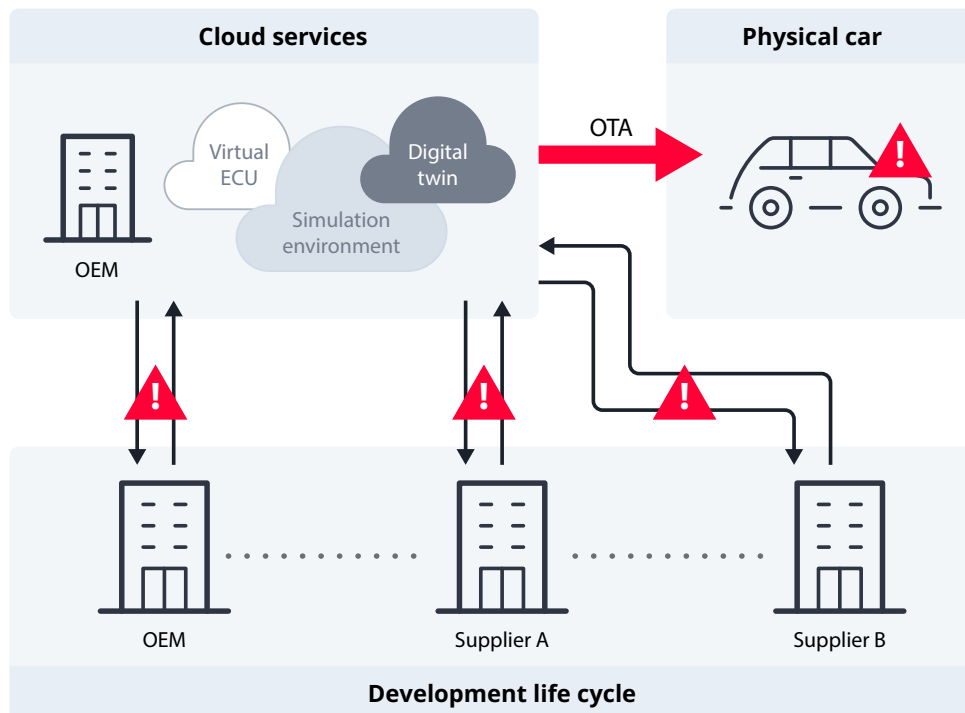 Cloud services
Physical car
Virtual
ECU
Digital
twin
Simulation
environment
OEM
OTA
!
!
!
!
OEM
Supplier A
Supplier B
Development life cycle